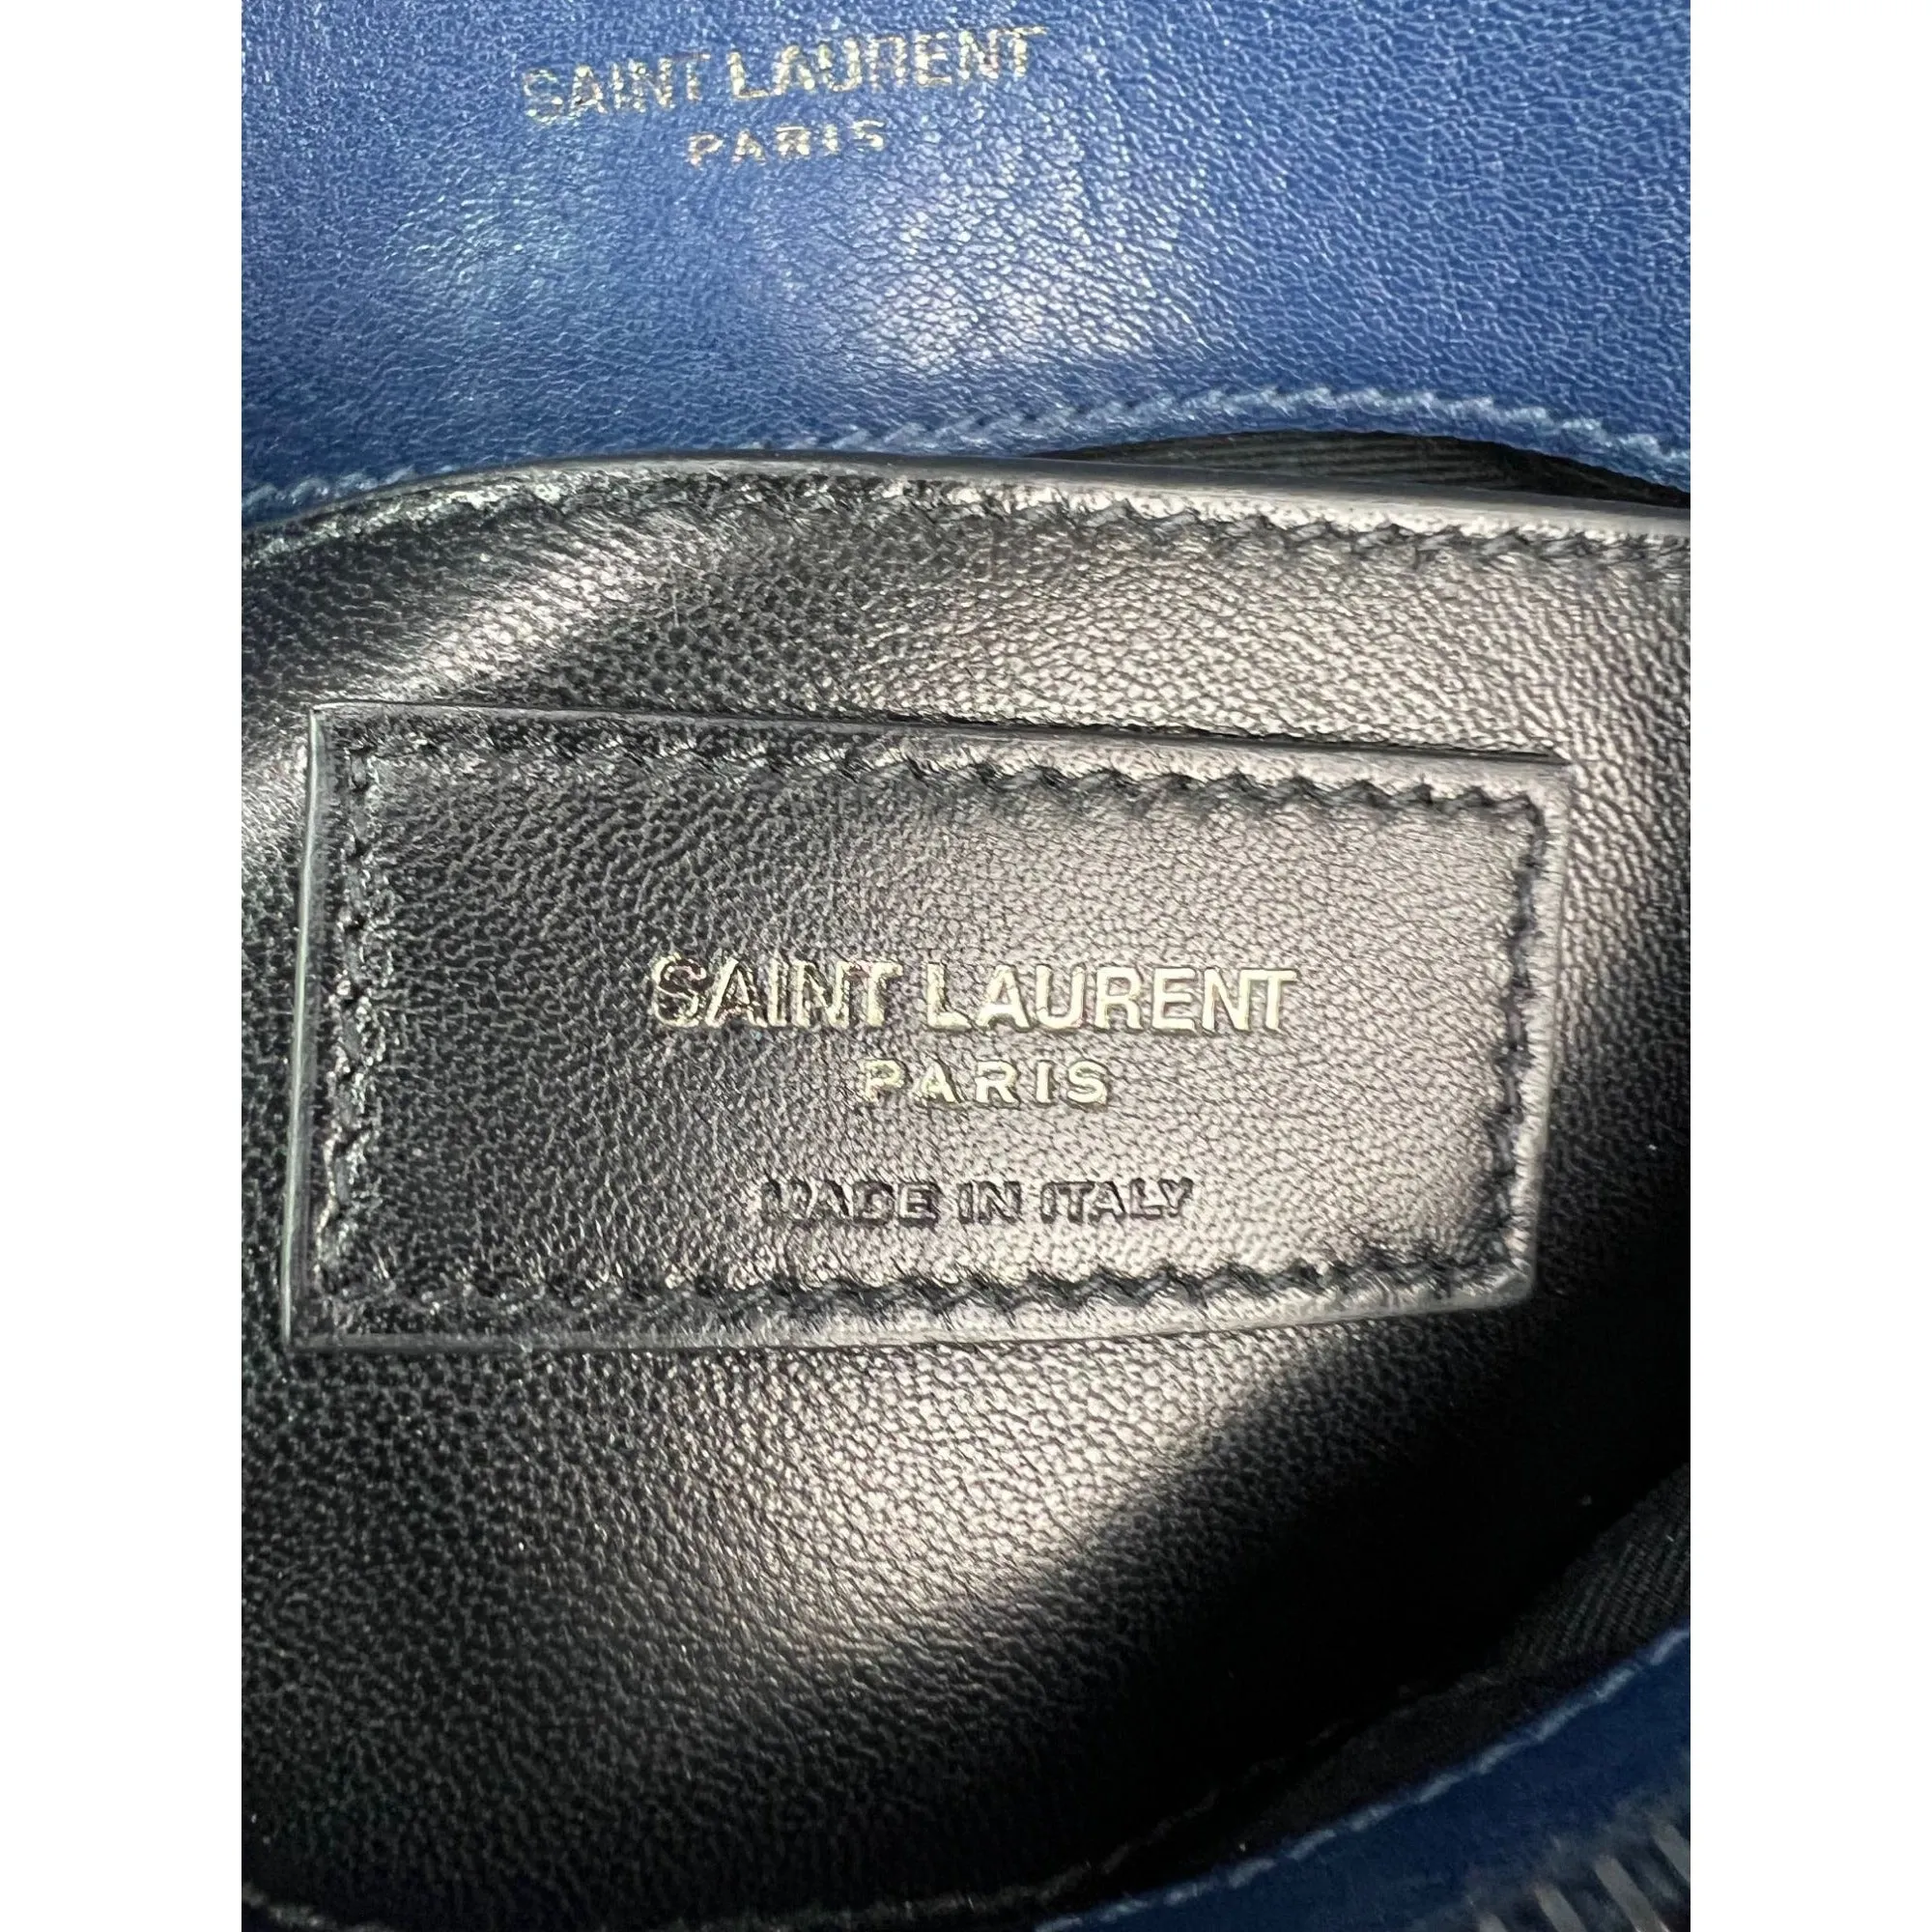 SAINT LAURENT
PARIS
SAINT LAURENT
PARIS
MADE IN ITALY